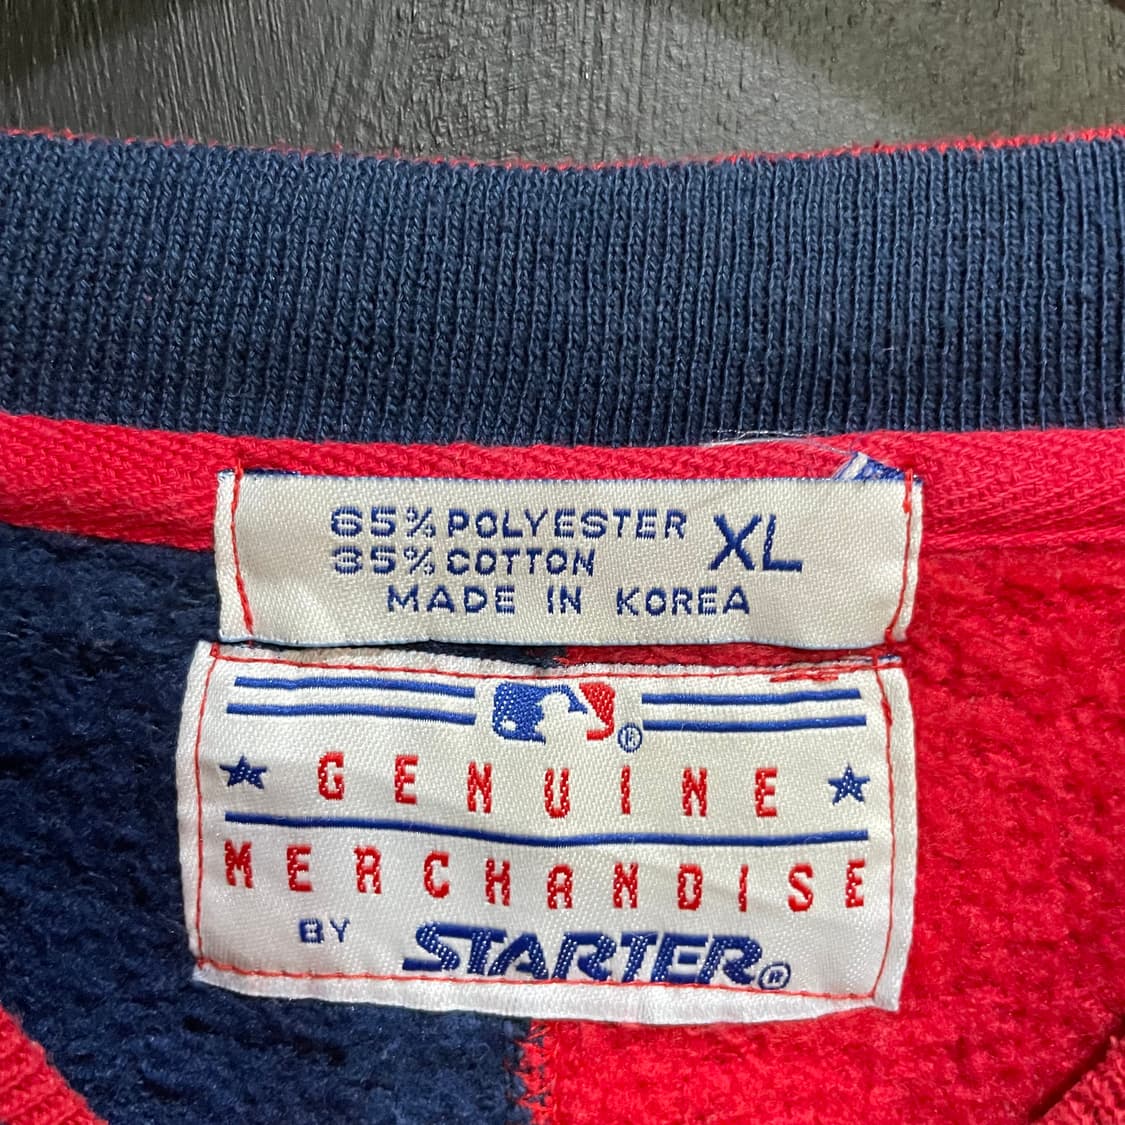 65% POLYESTER XL
35% COTTON
MADE IN KOREA
®
GENUINE
MERCHANDISE
BY STARTER®